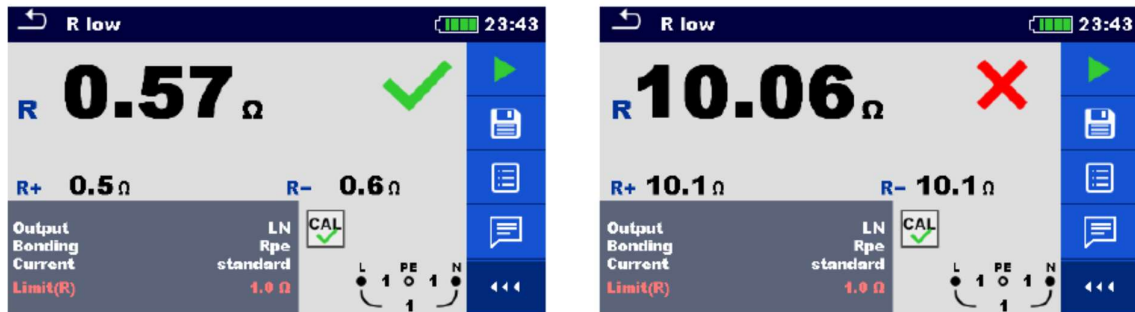 R low 23:43
R 0.57 Ω
R+ 0.5 Ω R- 0.6 Ω
Output LN
Bonding Rpe
Current standard
Limit(R) 1.0 Ω
CAL
L PE N
1 1
1
R low 23:43
R 10.06 Ω
R+ 10.1 Ω R- 10.1 Ω
Output LN
Bonding Rpe
Current standard
Limit(R) 1.0 Ω
CAL
L PE N
1 1
1